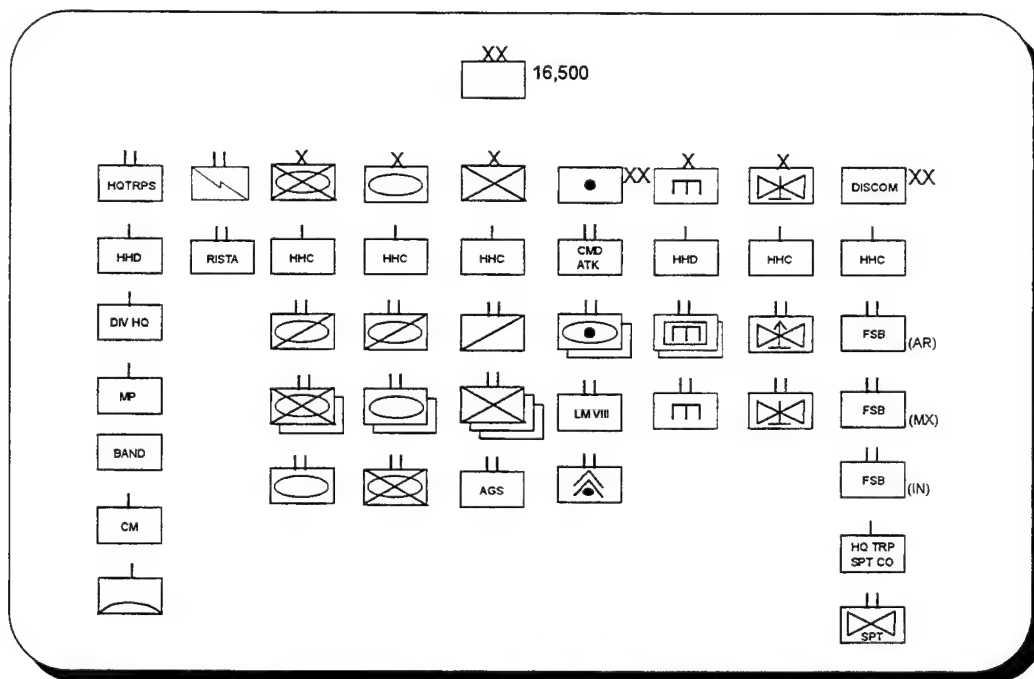 XX
16,500
II II X X X XX X X XX
HQTRPS DISCOM
I II I I I II I I I
HHD RISTA HHC HHC HHC CMD HHD HHC HHC
ATK
I II II II II II II II
DIV HQ FSB (AR)
I II II II II II II II
MP LM VIII FSB (MX)
II II II II II
BAND AGS FSB (IN)
I I
CM HQ TRP
SPT CO
I II
SPT